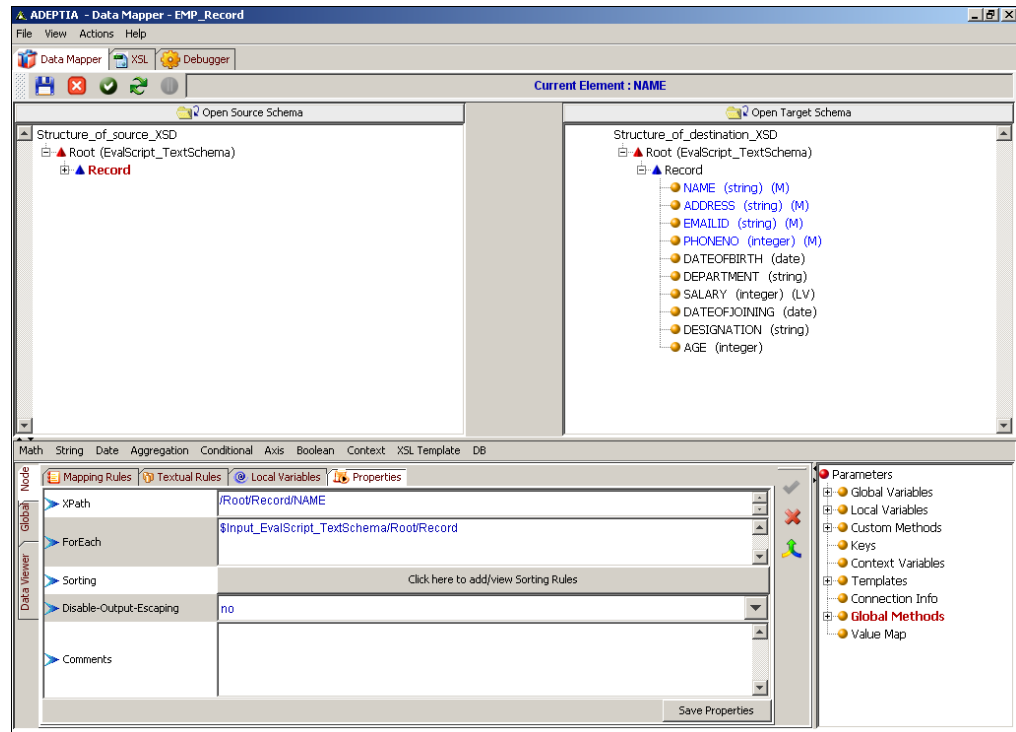 ADEPTIA - Data Mapper - EMP_Record
File View Actions Help
Data Mapper XSL Debugger
Current Element : NAME
Open Source Schema
Open Target Schema
Structure_of_source_XSD
Root (EvalScript_TextSchema)
Record
Structure_of_destination_XSD
Root (EvalScript_TextSchema)
Record
NAME (string) (M)
ADDRESS (string) (M)
EMAILID (string) (M)
PHONENO (integer) (M)
DATEOFBIRTH (date)
DEPARTMENT (string)
SALARY (integer) (LV)
DATEOFJOINING (date)
DESIGNATION (string)
AGE (integer)
Math String Date Aggregation Conditional Axis Boolean Context XSL Template DB
Node
Global
Data Viewer
Mapping Rules Textual Rules Local Variables Properties
XPath /Root/Record/NAME
ForEach $Input_EvalScript_TextSchema/Root/Record
Sorting Click here to add/view Sorting Rules
Disable-Output-Escaping no
Comments
Save Properties
Parameters
Global Variables
Local Variables
Custom Methods
Keys
Context Variables
Templates
Connection Info
Global Methods
Value Map